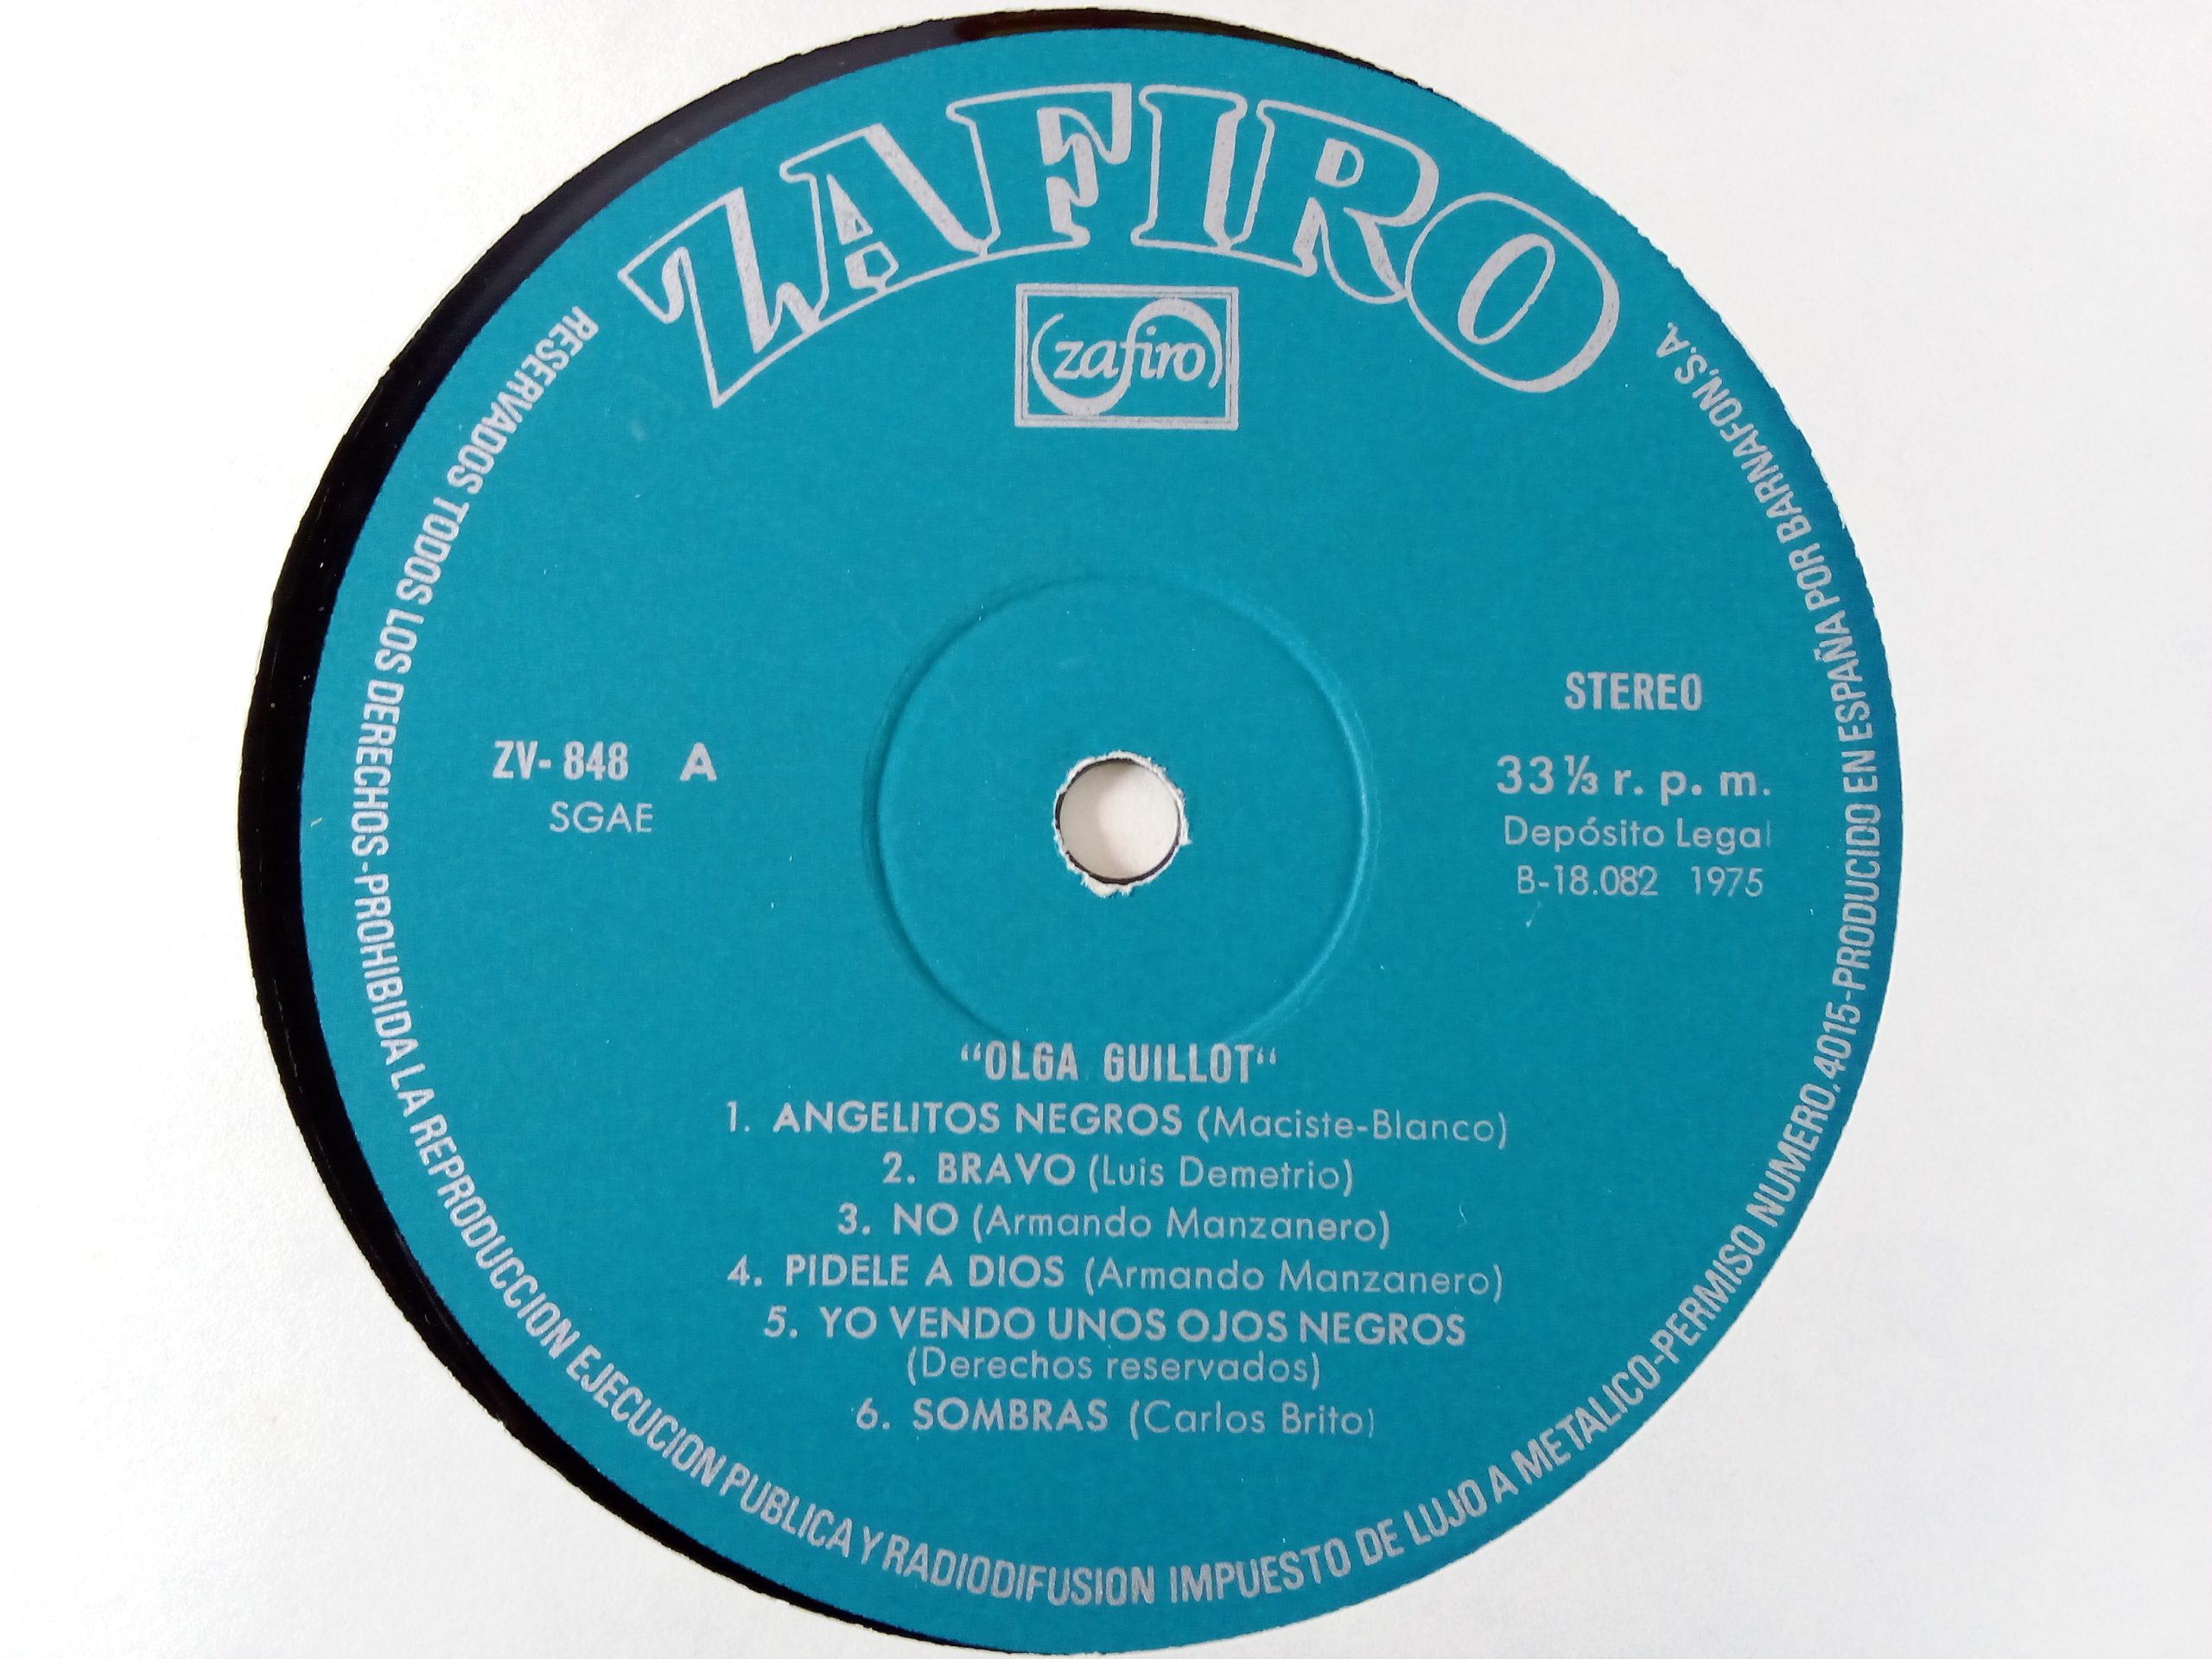 ZAFIRO
zafiro
STEREO
ZV-848 A
33⅓ r. p. m.
SGAE
Depósito Legal
B-18.082 1975
“OLGA GUILLOT“
1. ANGELITOS NEGROS (Maciste-Blanco)
2. BRAVO (Luis Demetrio)
3. NO (Armando Manzanero)
4. PIDELE A DIOS (Armando Manzanero)
5. YO VENDO UNOS OJOS NEGROS
(Derechos reservados)
6. SOMBRAS (Carlos Brito)
RESERVADOS TODOS LOS DERECHOS-PROHIBIDA LA REPRODUCCION EJECUCION PUBLICA Y RADIODIFUSION IMPUESTO DE LUJO A METALICO-PERMISO NUMERO,4015-PRODUCIDO EN ESPAÑA POR BARNAFON,S.A.